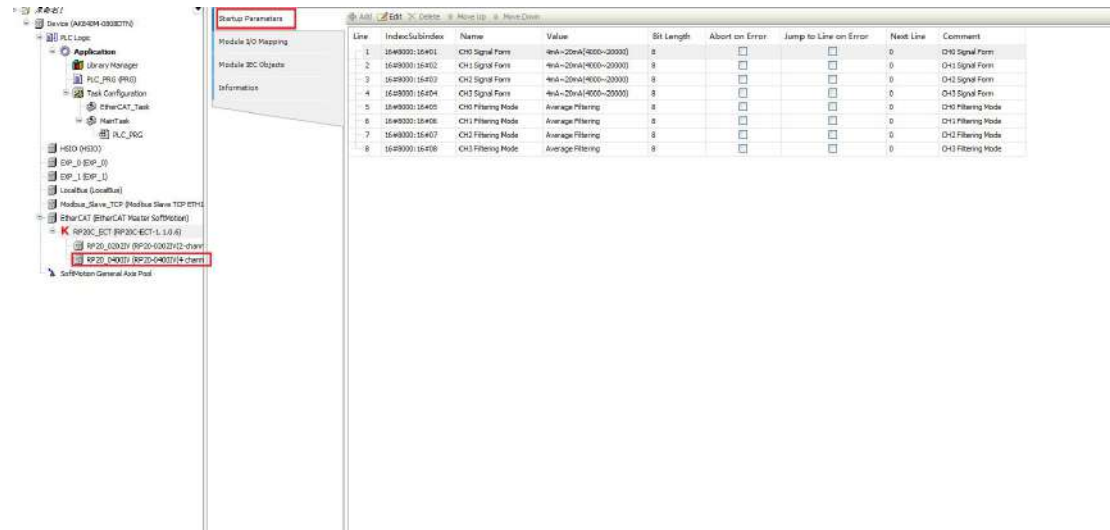 未命名1
Device (AK840M-0808DTN)
PLC Logic
Application
Library Manager
PLC_PRG (PRG)
Task Configuration
EtherCAT_Task
MainTask
PLC_PRG
HSIO (HSIO)
EXP_0 (EXP_0)
EXP_1 (EXP_1)
LocalBus (LocalBus)
Modbus_Slave_TCP (Modbus Slave TCP ETH1
EtherCAT (EtherCAT Master SoftMotion)
RP20C_ECT (RP20C-ECT-1.1.0.6)
RP20_0202IV (RP20-0202IV(2-chann
RP20_0400IV (RP20-0400IV(4-chann
SoftMotion General Axis Pool
Startup Parameters
Module I/O Mapping
Module IEC Objects
Information
Add Edit Delete Move Up Move Down
Line IndexSubindex Name Value Bit Length Abort on Error Jump to Line on Error Next Line Comment
1 16#8000:16#01 CH0 Signal Form 4mA~20mA(4000~20000) 8 0 CH0 Signal Form
2 16#8000:16#02 CH1 Signal Form 4mA~20mA(4000~20000) 8 0 CH1 Signal Form
3 16#8000:16#03 CH2 Signal Form 4mA~20mA(4000~20000) 8 0 CH2 Signal Form
4 16#8000:16#04 CH3 Signal Form 4mA~20mA(4000~20000) 8 0 CH3 Signal Form
5 16#8000:16#05 CH0 Filtering Mode Average Filtering 8 0 CH0 Filtering Mode
6 16#8000:16#06 CH1 Filtering Mode Average Filtering 8 0 CH1 Filtering Mode
7 16#8000:16#07 CH2 Filtering Mode Average Filtering 8 0 CH2 Filtering Mode
8 16#8000:16#08 CH3 Filtering Mode Average Filtering 8 0 CH3 Filtering Mode